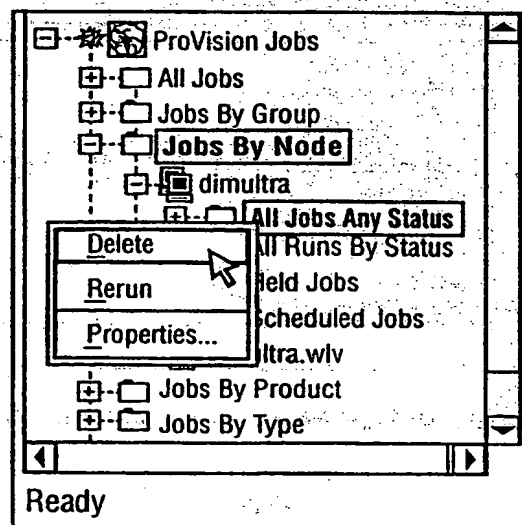 ProVision Jobs
All Jobs
Jobs By Group
Jobs By Node
dimultra
All Jobs Any Status
Delete
All Runs By Status
Rerun
Held Jobs
Scheduled Jobs
Properties...
ultra.wlv
Jobs By Product
Jobs By Type
Ready